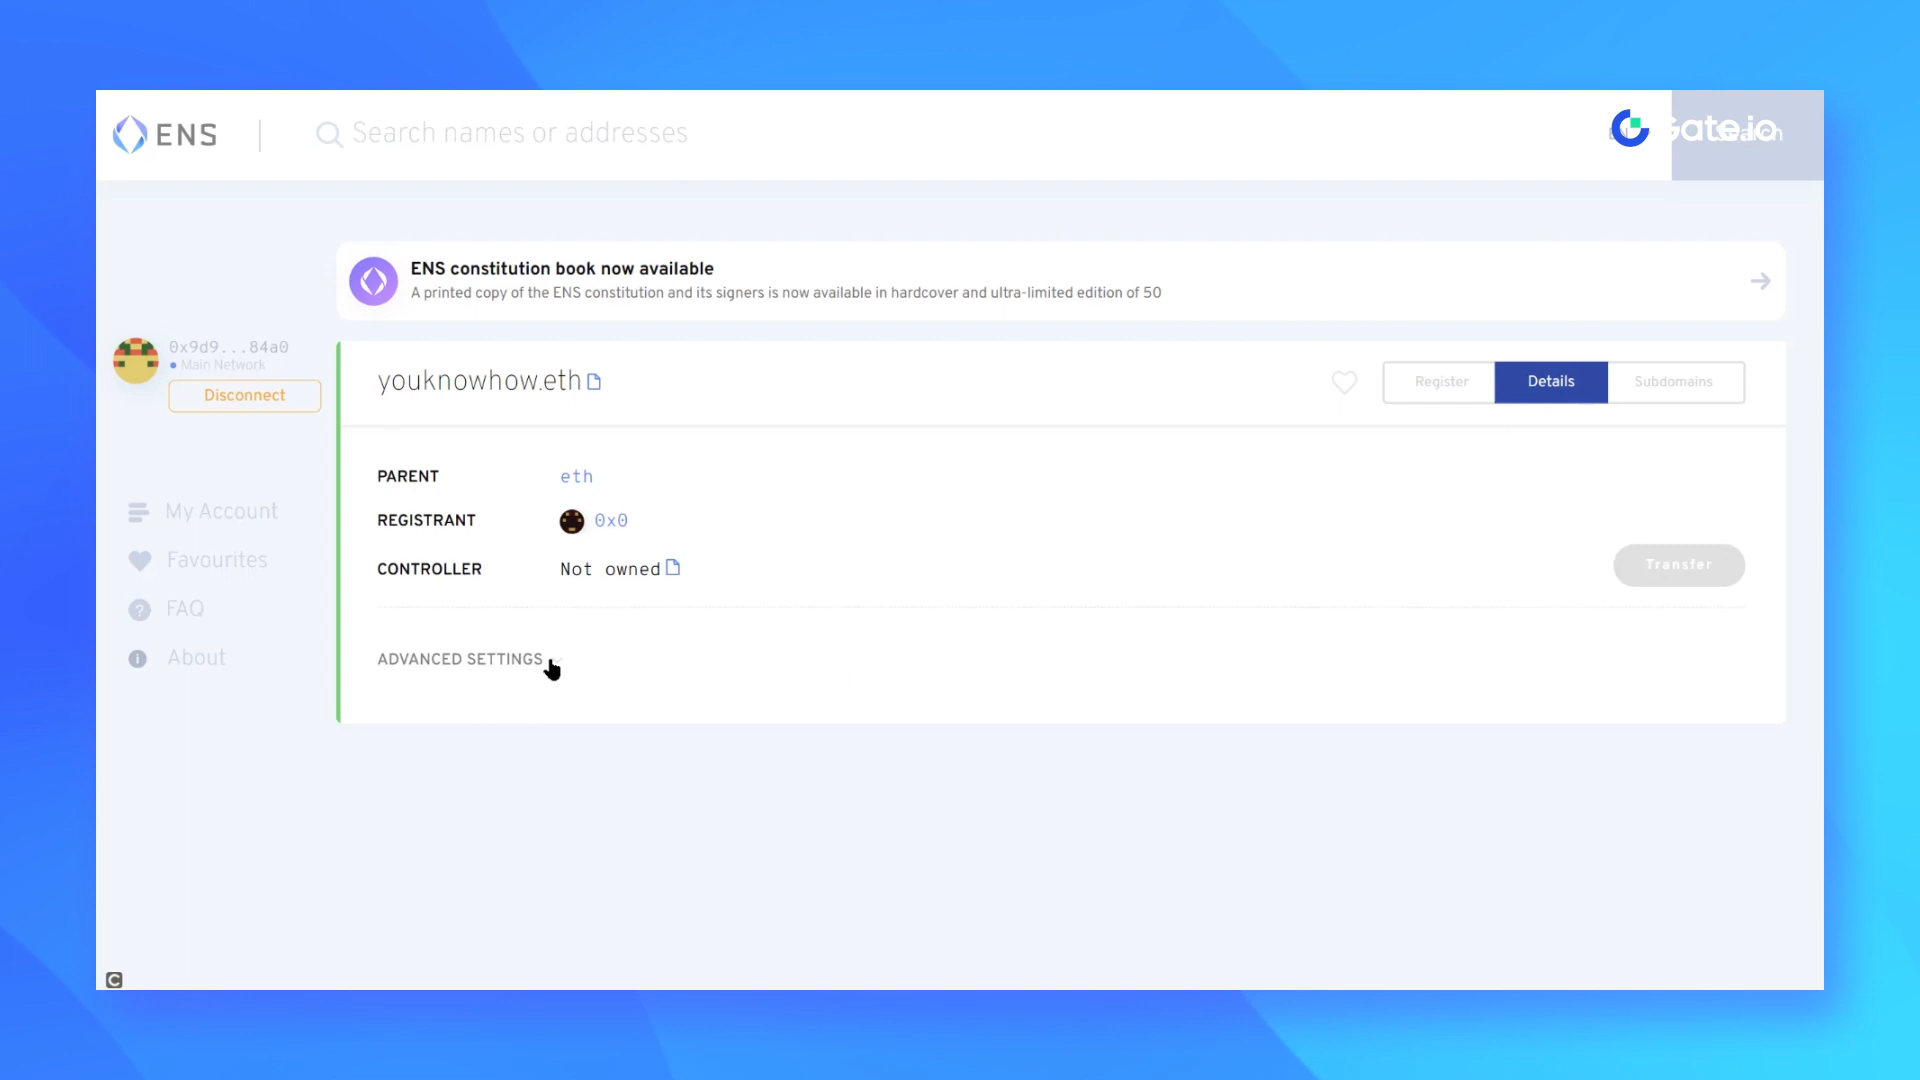 ENS
Search names or addresses
Gate.io
ENS constitution book now available
A printed copy of the ENS constitution and its signers is now available in hardcover and ultra-limited edition of 50
0x9d9...84a0
Main Network
Disconnect
youknowhow.eth
Register
Details
Subdomains
PARENT
eth
REGISTRANT
0x0
CONTROLLER
Not owned
Transfer
My Account
Favourites
FAQ
About
ADVANCED SETTINGS